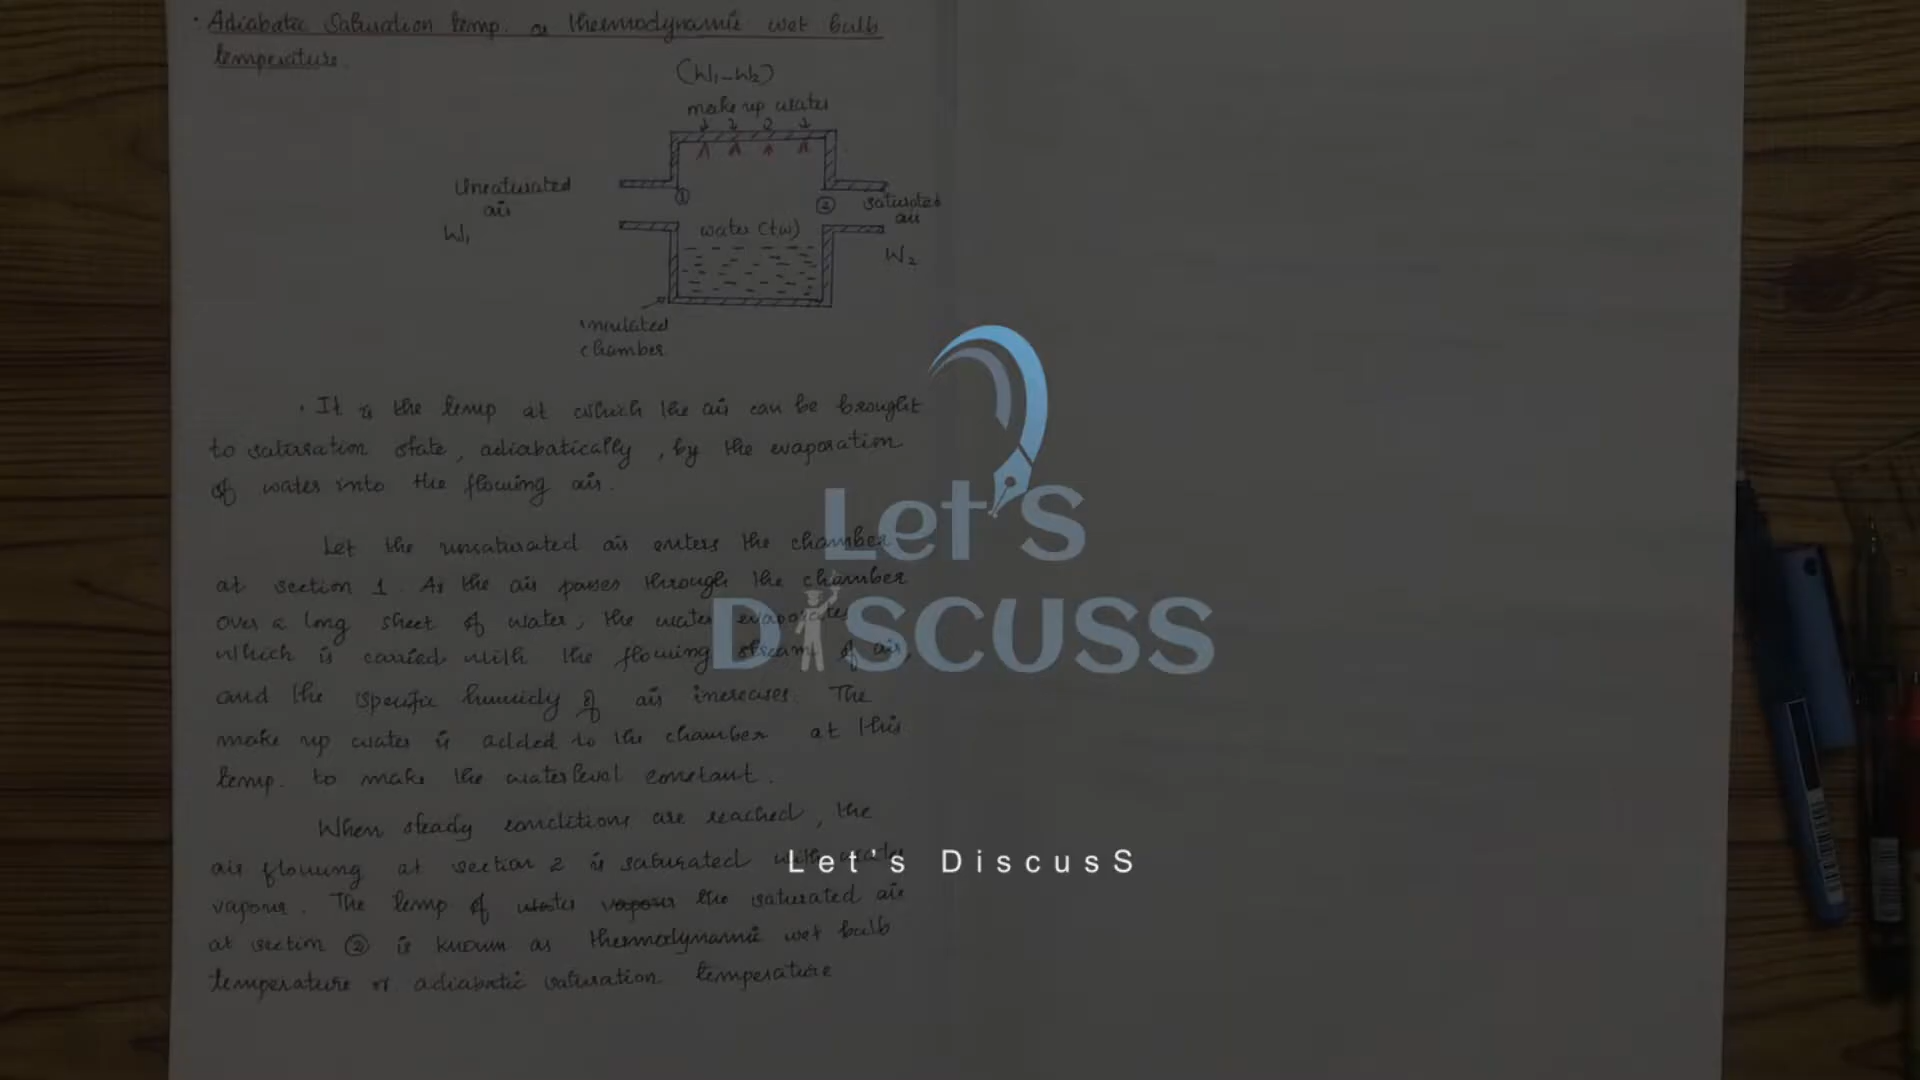 • Adiabatic Saturation temp. or thermodynamic wet bulb
temperature.
(W₁-W₂)
make up water
Unsaturated
air
W₁
①
②
saturated
air
W₂
water (tw)
insulated
chamber
• It is the temp at which the air can be brought
to saturation state, adiabatically, by the evaporation
of water into the flowing air.
Let the unsaturated air enters the chamber
at section 1. As the air passes through the chamber
over a long sheet of water, the water evaporates
which is carried with the flowing stream of air,
and the specific humidy of air increases. The
make up water is added to the chamber at this
temp. to make the water level constant.
When steady conditions are reached, the
air flowing at section 2 is saturated with water
vapour. The temp of water vapour the saturated air
at section ② is known as thermodynamic wet bulb
temperature or adiabatic saturation temperature
Let'S
DiSCUSS
Let's DiscusS